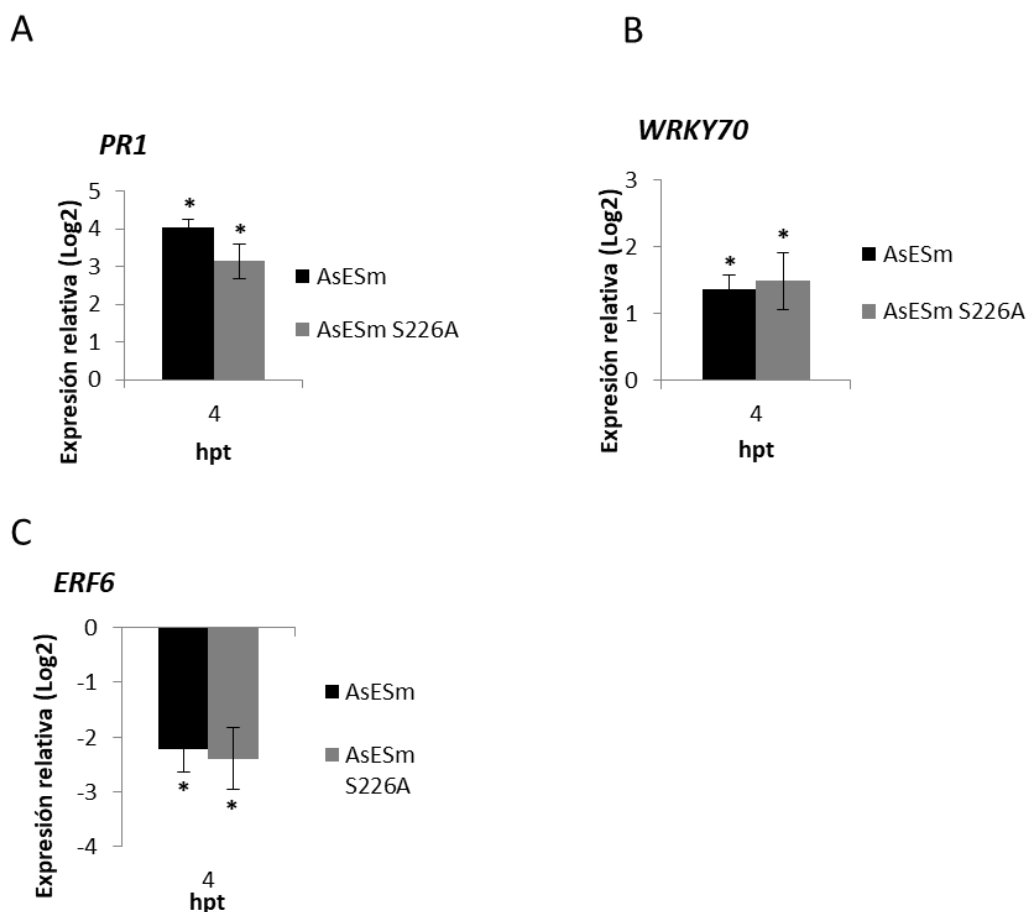 A
PR1
Expresión relativa (Log2)
5
4
3
2
1
0
*
*
4
hpt
AsESm
AsESm S226A
B
WRKY70
Expresión relativa (Log2)
3
2
1
0
*
*
4
hpt
AsESm
AsESm S226A
C
ERF6
Expresión relativa (Log2)
0
-1
-2
-3
-4
*
*
4
hpt
AsESm
AsESm
S226A